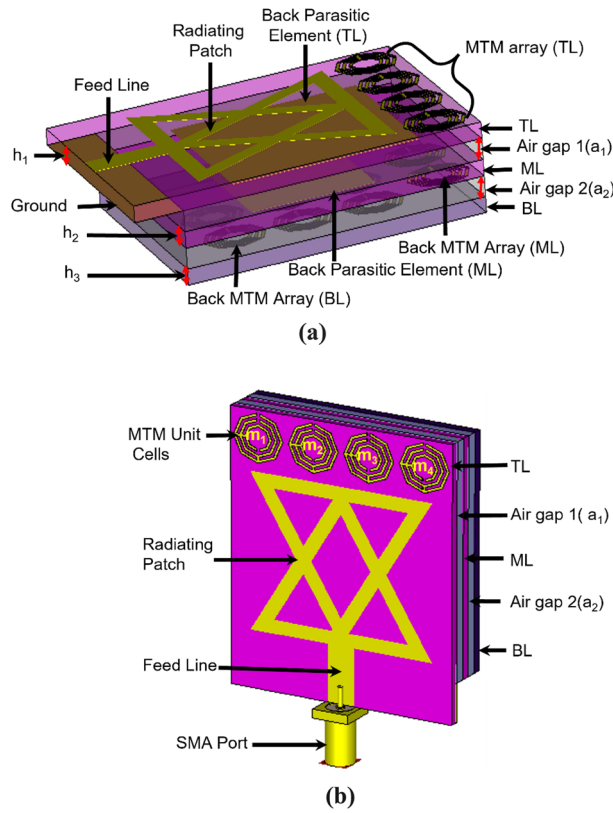 Back Parasitic
Element (TL)
Radiating
Patch
MTM array (TL)
Feed Line
TL
h1
Air gap 1(a1)
ML
Air gap 2(a2)
Ground
BL
h2
Back MTM Array (ML)
h3
Back Parasitic Element (ML)
Back MTM Array (BL)
(a)
MTM Unit
Cells
m1
m2
m3
m4
TL
Air gap 1( a1)
Radiating
Patch
ML
Air gap 2(a2)
BL
Feed Line
SMA Port
(b)